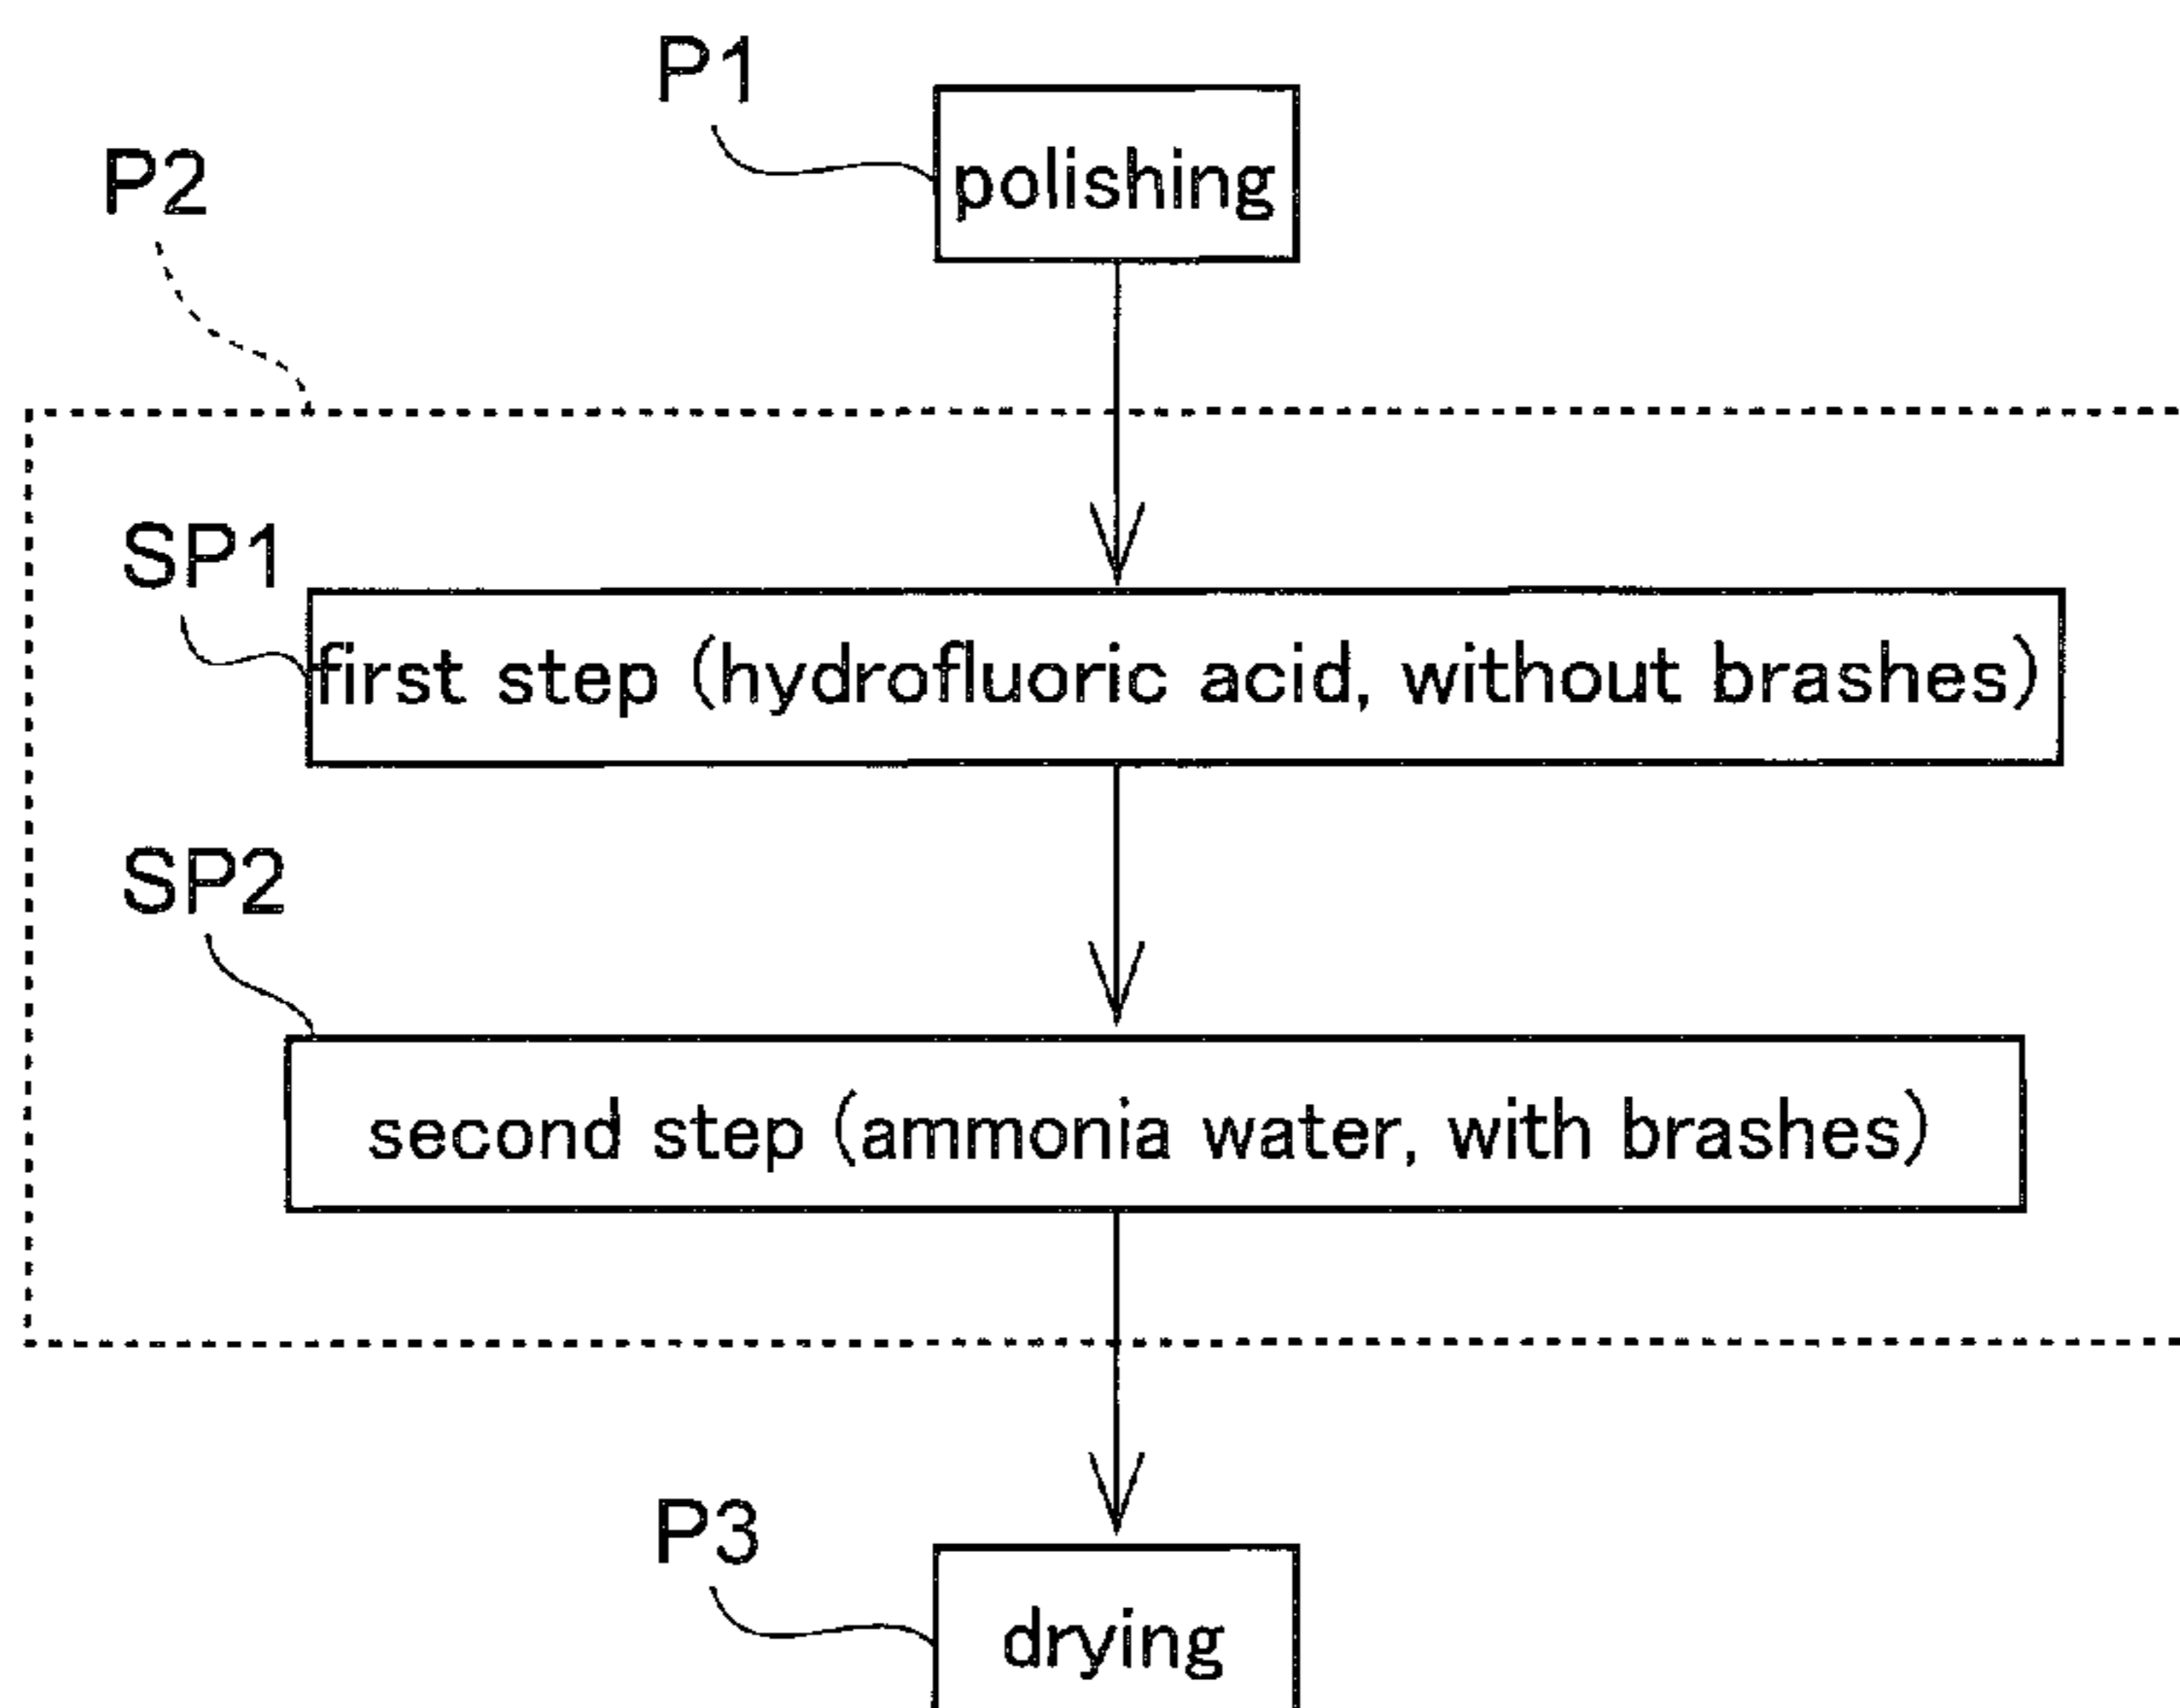 P1
polishing
P2
SP1
first step (hydrofluoric acid, without brashes)
SP2
second step (ammonia water, with brashes)
P3
drying